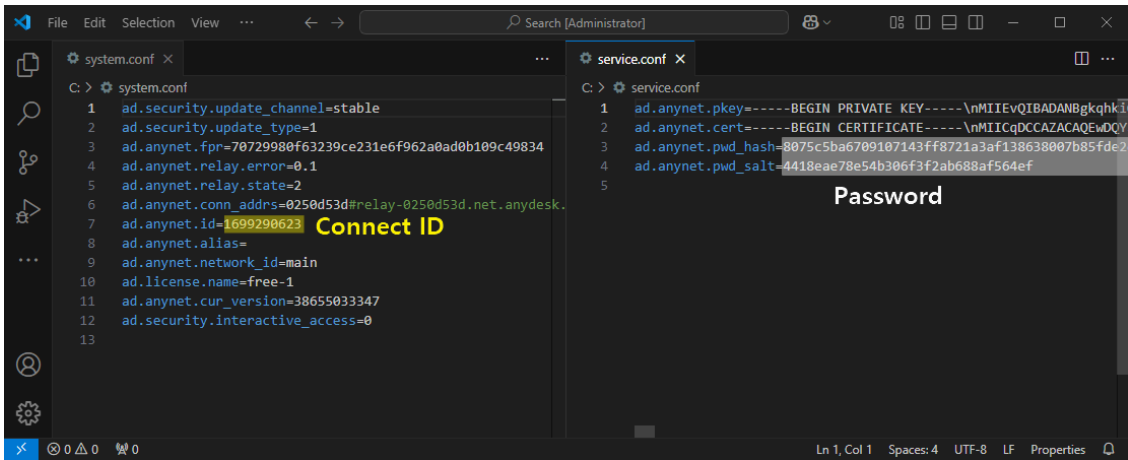 File Edit Selection View ··· ← → Search [Administrator]
system.conf ×
C: > system.conf
1 ad.security.update_channel=stable
2 ad.security.update_type=1
3 ad.anynet.fpr=70729980f63239ce231e6f962a0ad0b109c49834
4 ad.anynet.relay.error=0.1
5 ad.anynet.relay.state=2
6 ad.anynet.conn_addrs=0250d53d#relay-0250d53d.net.anydesk.
7 ad.anynet.id=1699290623 Connect ID
8 ad.anynet.alias=
9 ad.anynet.network_id=main
10 ad.license.name=free-1
11 ad.anynet.cur_version=38655033347
12 ad.security.interactive_access=0
13
service.conf ×
C: > service.conf
1 ad.anynet.pkey=-----BEGIN PRIVATE KEY-----\nMIIEvQIBADANBgkqhki
2 ad.anynet.cert=-----BEGIN CERTIFICATE-----\nMIICqDCCAZACAQEwDQY
3 ad.anynet.pwd_hash=8075c5ba6709107143ff8721a3af138638007b85fde2
4 ad.anynet.pwd_salt=4418eae78e54b306f3f2ab688af564ef
5
Password
0 0 0 Ln 1, Col 1 Spaces: 4 UTF-8 LF Properties